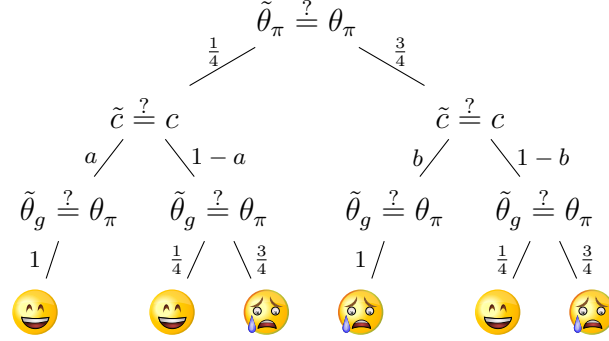 θ̃_π ≟ θ_π
1/4 3/4
c̃ ≟ c c̃ ≟ c
a 1 − a b 1 − b
θ̃_g ≟ θ_π θ̃_g ≟ θ_π θ̃_g ≟ θ_π θ̃_g ≟ θ_π
1 1/4 3/4 1 1/4 3/4